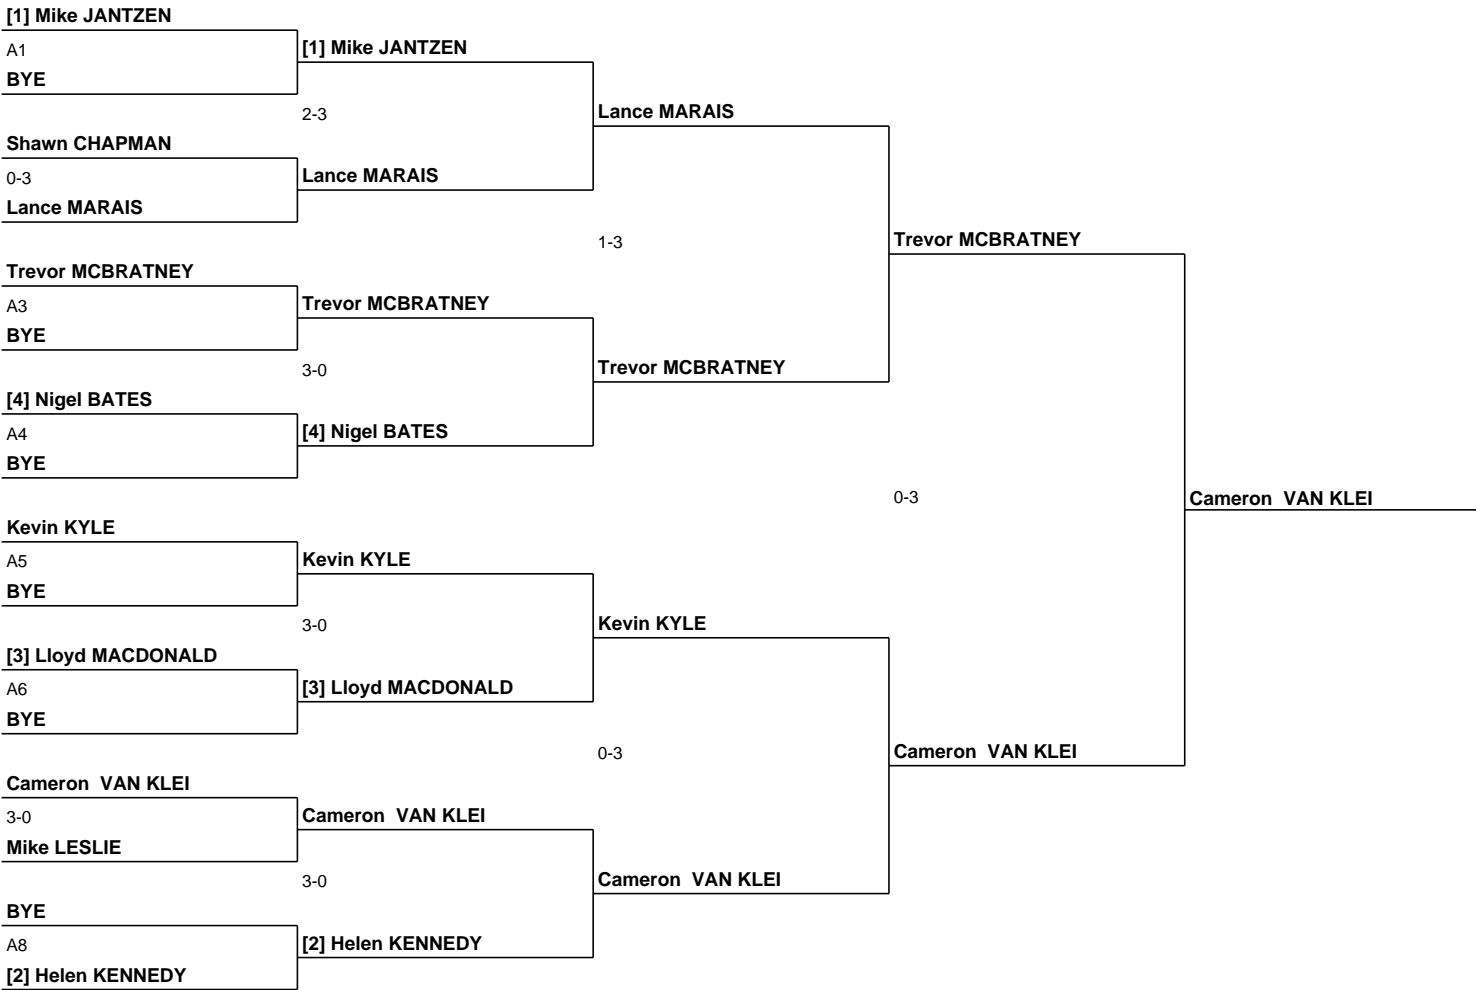 [1] Mike JANTZEN
A1
BYE
Shawn CHAPMAN
0-3
Lance MARAIS
Trevor MCBRATNEY
A3
BYE
[4] Nigel BATES
A4
BYE
Kevin KYLE
A5
BYE
[3] Lloyd MACDONALD
A6
BYE
Cameron  VAN KLEI
3-0
Mike LESLIE
BYE
A8
[2] Helen KENNEDY
[1] Mike JANTZEN
2-3
Lance MARAIS
Trevor MCBRATNEY
3-0
[4] Nigel BATES
Kevin KYLE
3-0
[3] Lloyd MACDONALD
Cameron  VAN KLEI
3-0
[2] Helen KENNEDY
Lance MARAIS
1-3
Trevor MCBRATNEY
Kevin KYLE
0-3
Cameron  VAN KLEI
Trevor MCBRATNEY
0-3
Cameron  VAN KLEI
Cameron  VAN KLEI